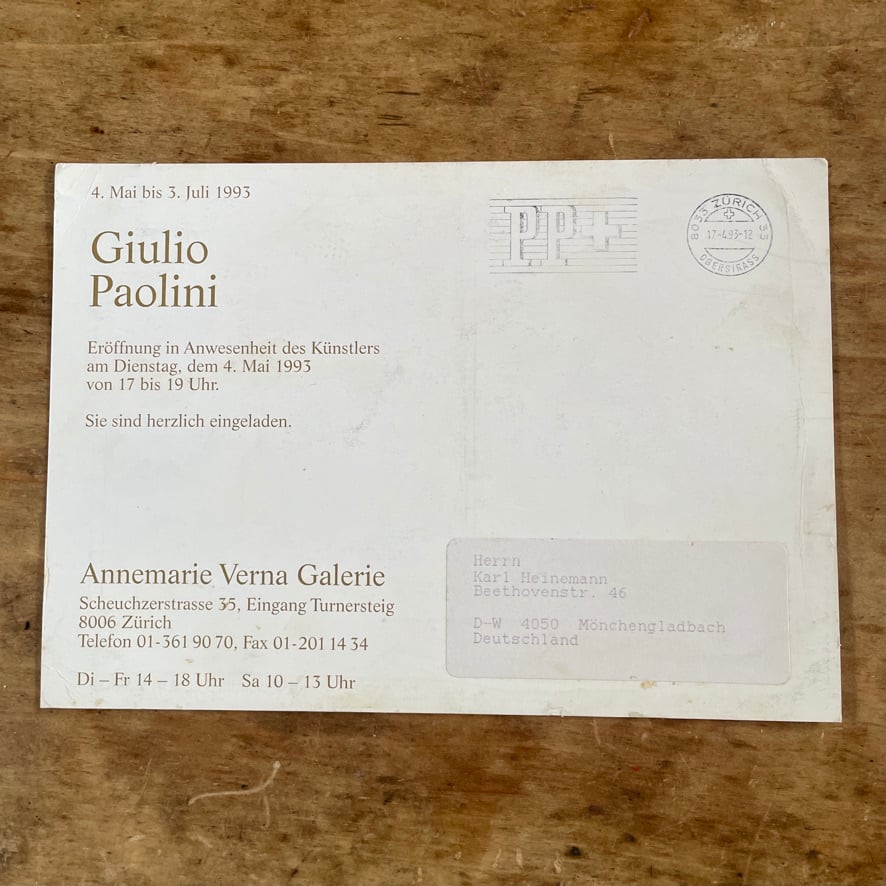 4. Mai bis 3. Juli 1993
Giulio
Paolini
Eröffnung in Anwesenheit des Künstlers
am Dienstag, dem 4. Mai 1993
von 17 bis 19 Uhr.
Sie sind herzlich eingeladen.
Annemarie Verna Galerie
Scheuchzerstrasse 35, Eingang Turnersteig
8006 Zürich
Telefon 01-361 90 70, Fax 01-201 14 34
Di – Fr 14 – 18 Uhr Sa 10 – 13 Uhr
PP+
8033 ZÜRICH 33
17.-4.93-12
OBERSTRASS
Herrn
Karl Heinemann
Beethovenstr. 46
D-W 4050 Mönchengladbach
Deutschland